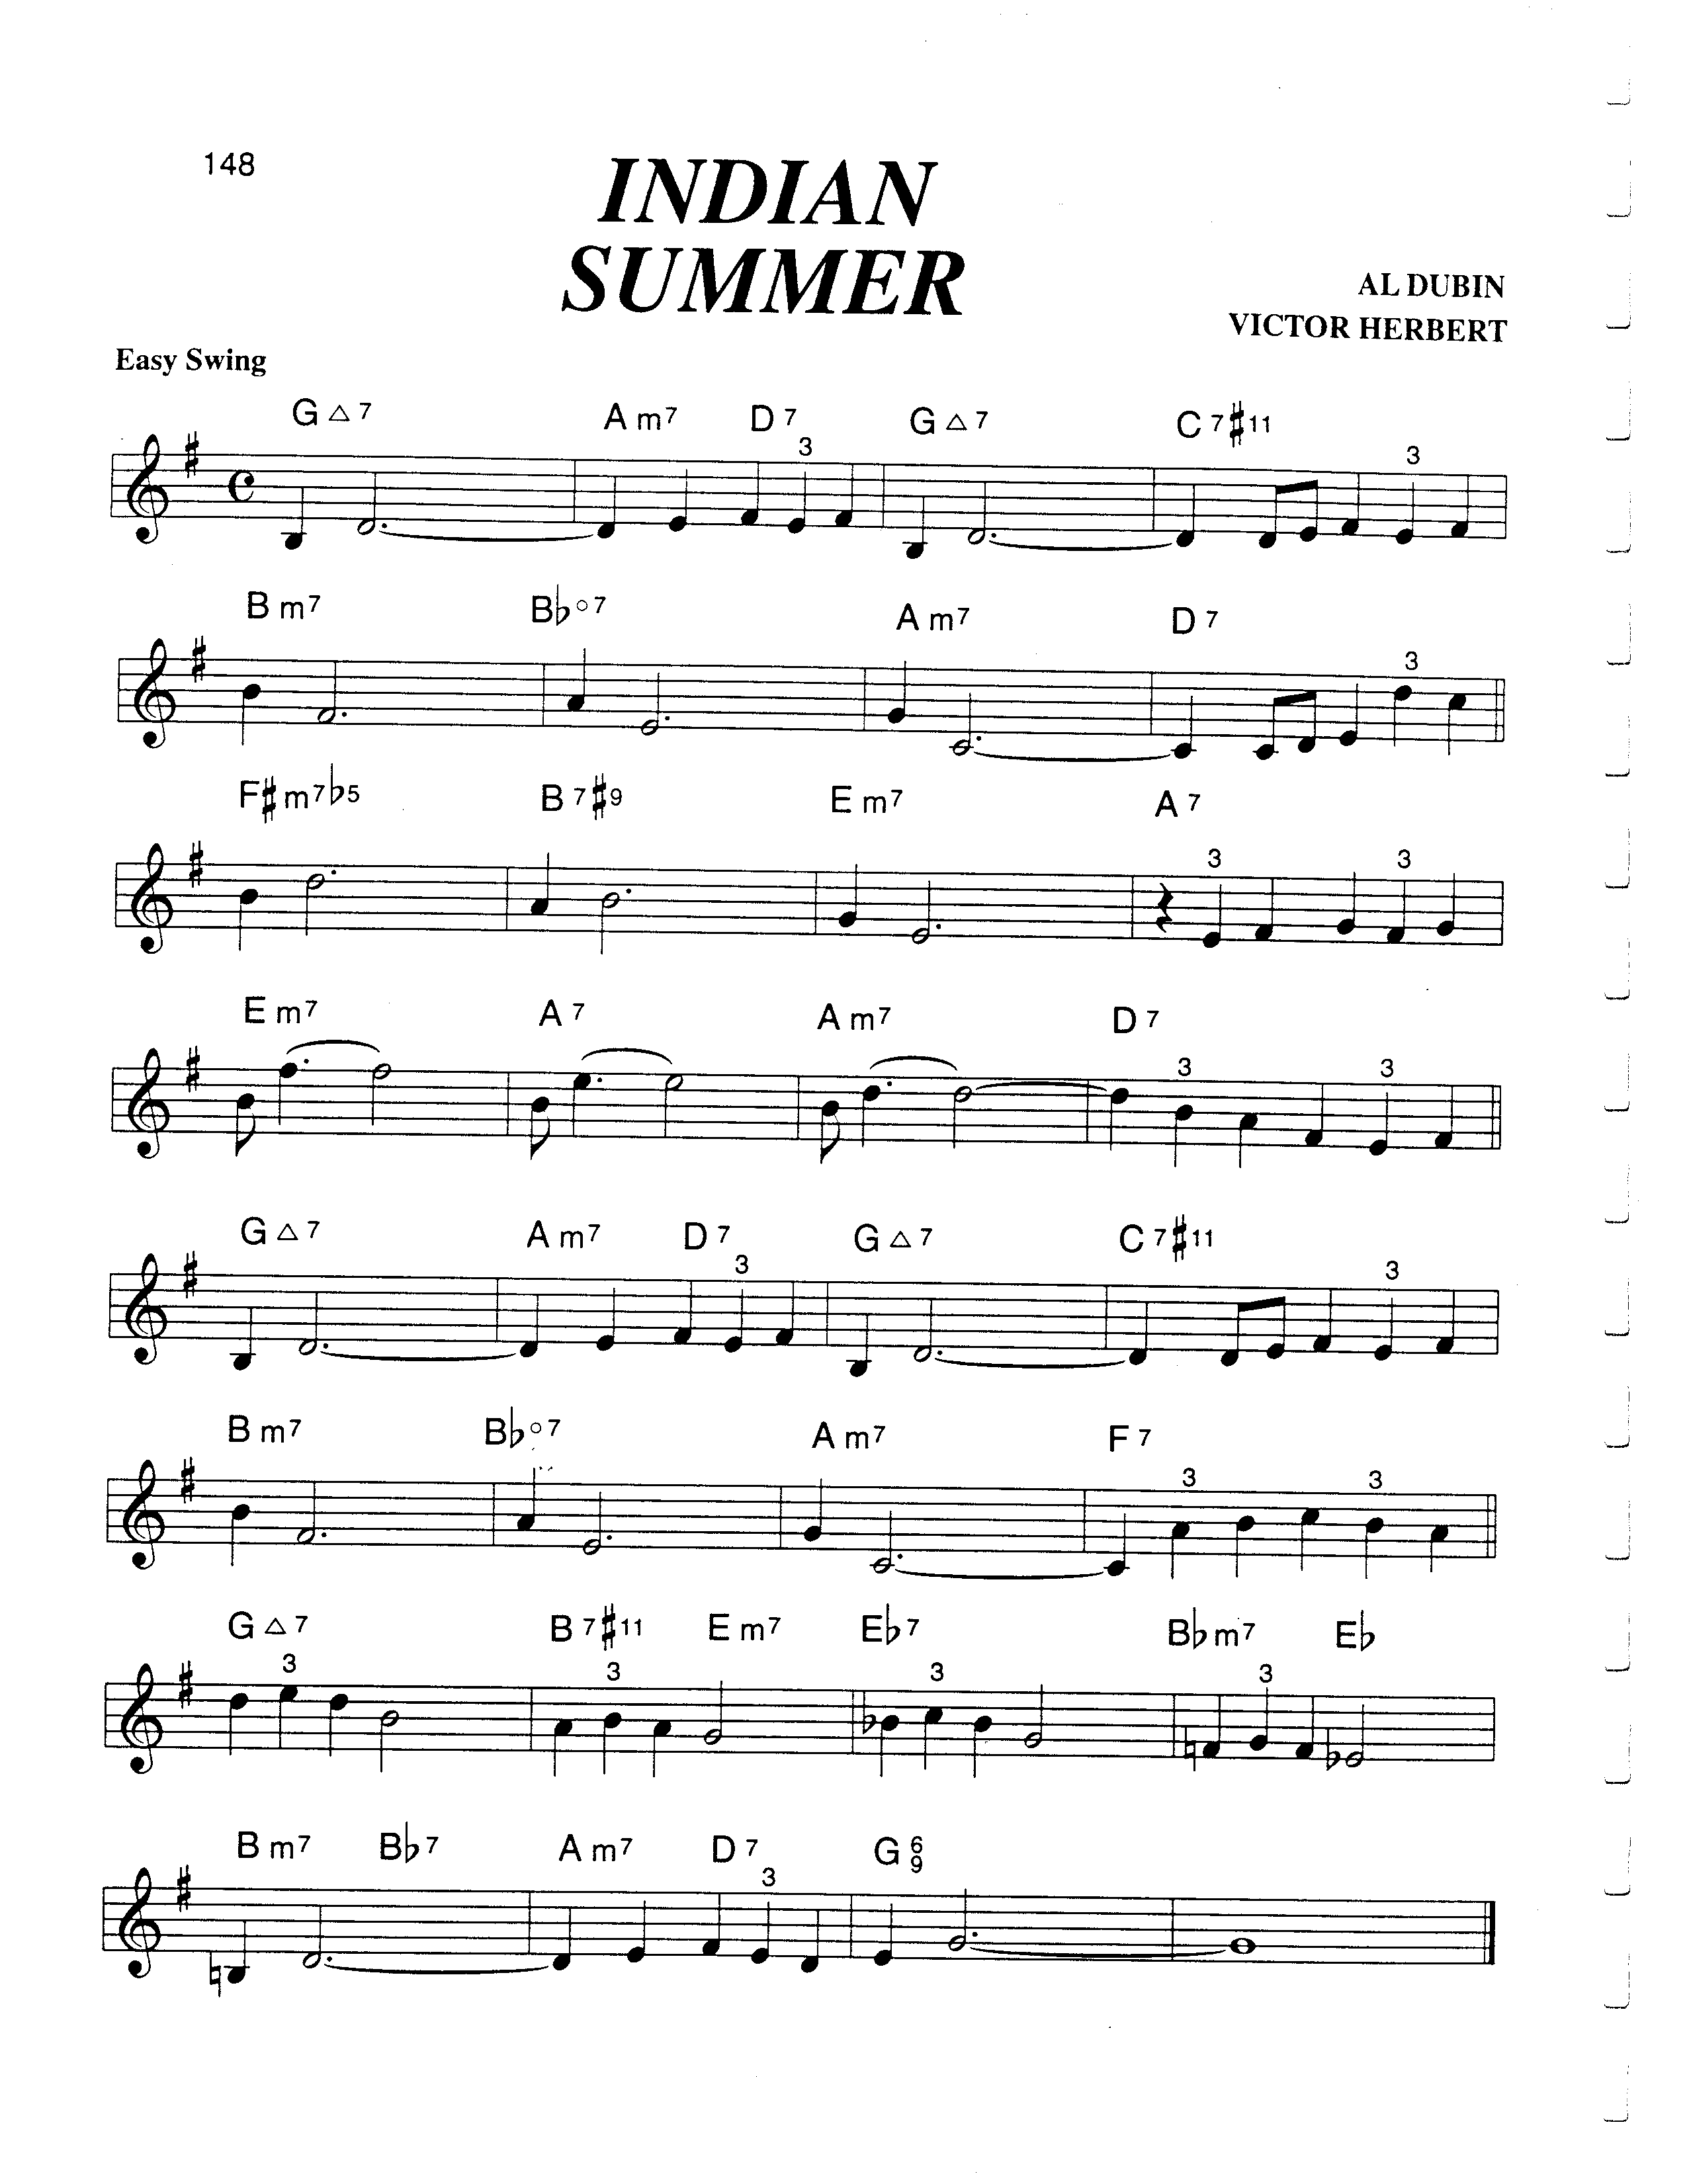 148
INDIAN
SUMMER
AL DUBIN
VICTOR HERBERT
Easy Swing
G△7 Am7 D7 G△7 C7♯11
3 3
Bm7 B♭°7 Am7 D7
3
F♯m7♭5 B7♯9 Em7 A7
3 3
Em7 A7 Am7 D7
3 3
G△7 Am7 D7 G△7 C7♯11
3 3
Bm7 B♭°7 Am7 F7
3 3
G△7 B7♯11 Em7 E♭7 B♭m7 E♭
3 3 3 3
Bm7 B♭7 Am7 D7 G6/9
3